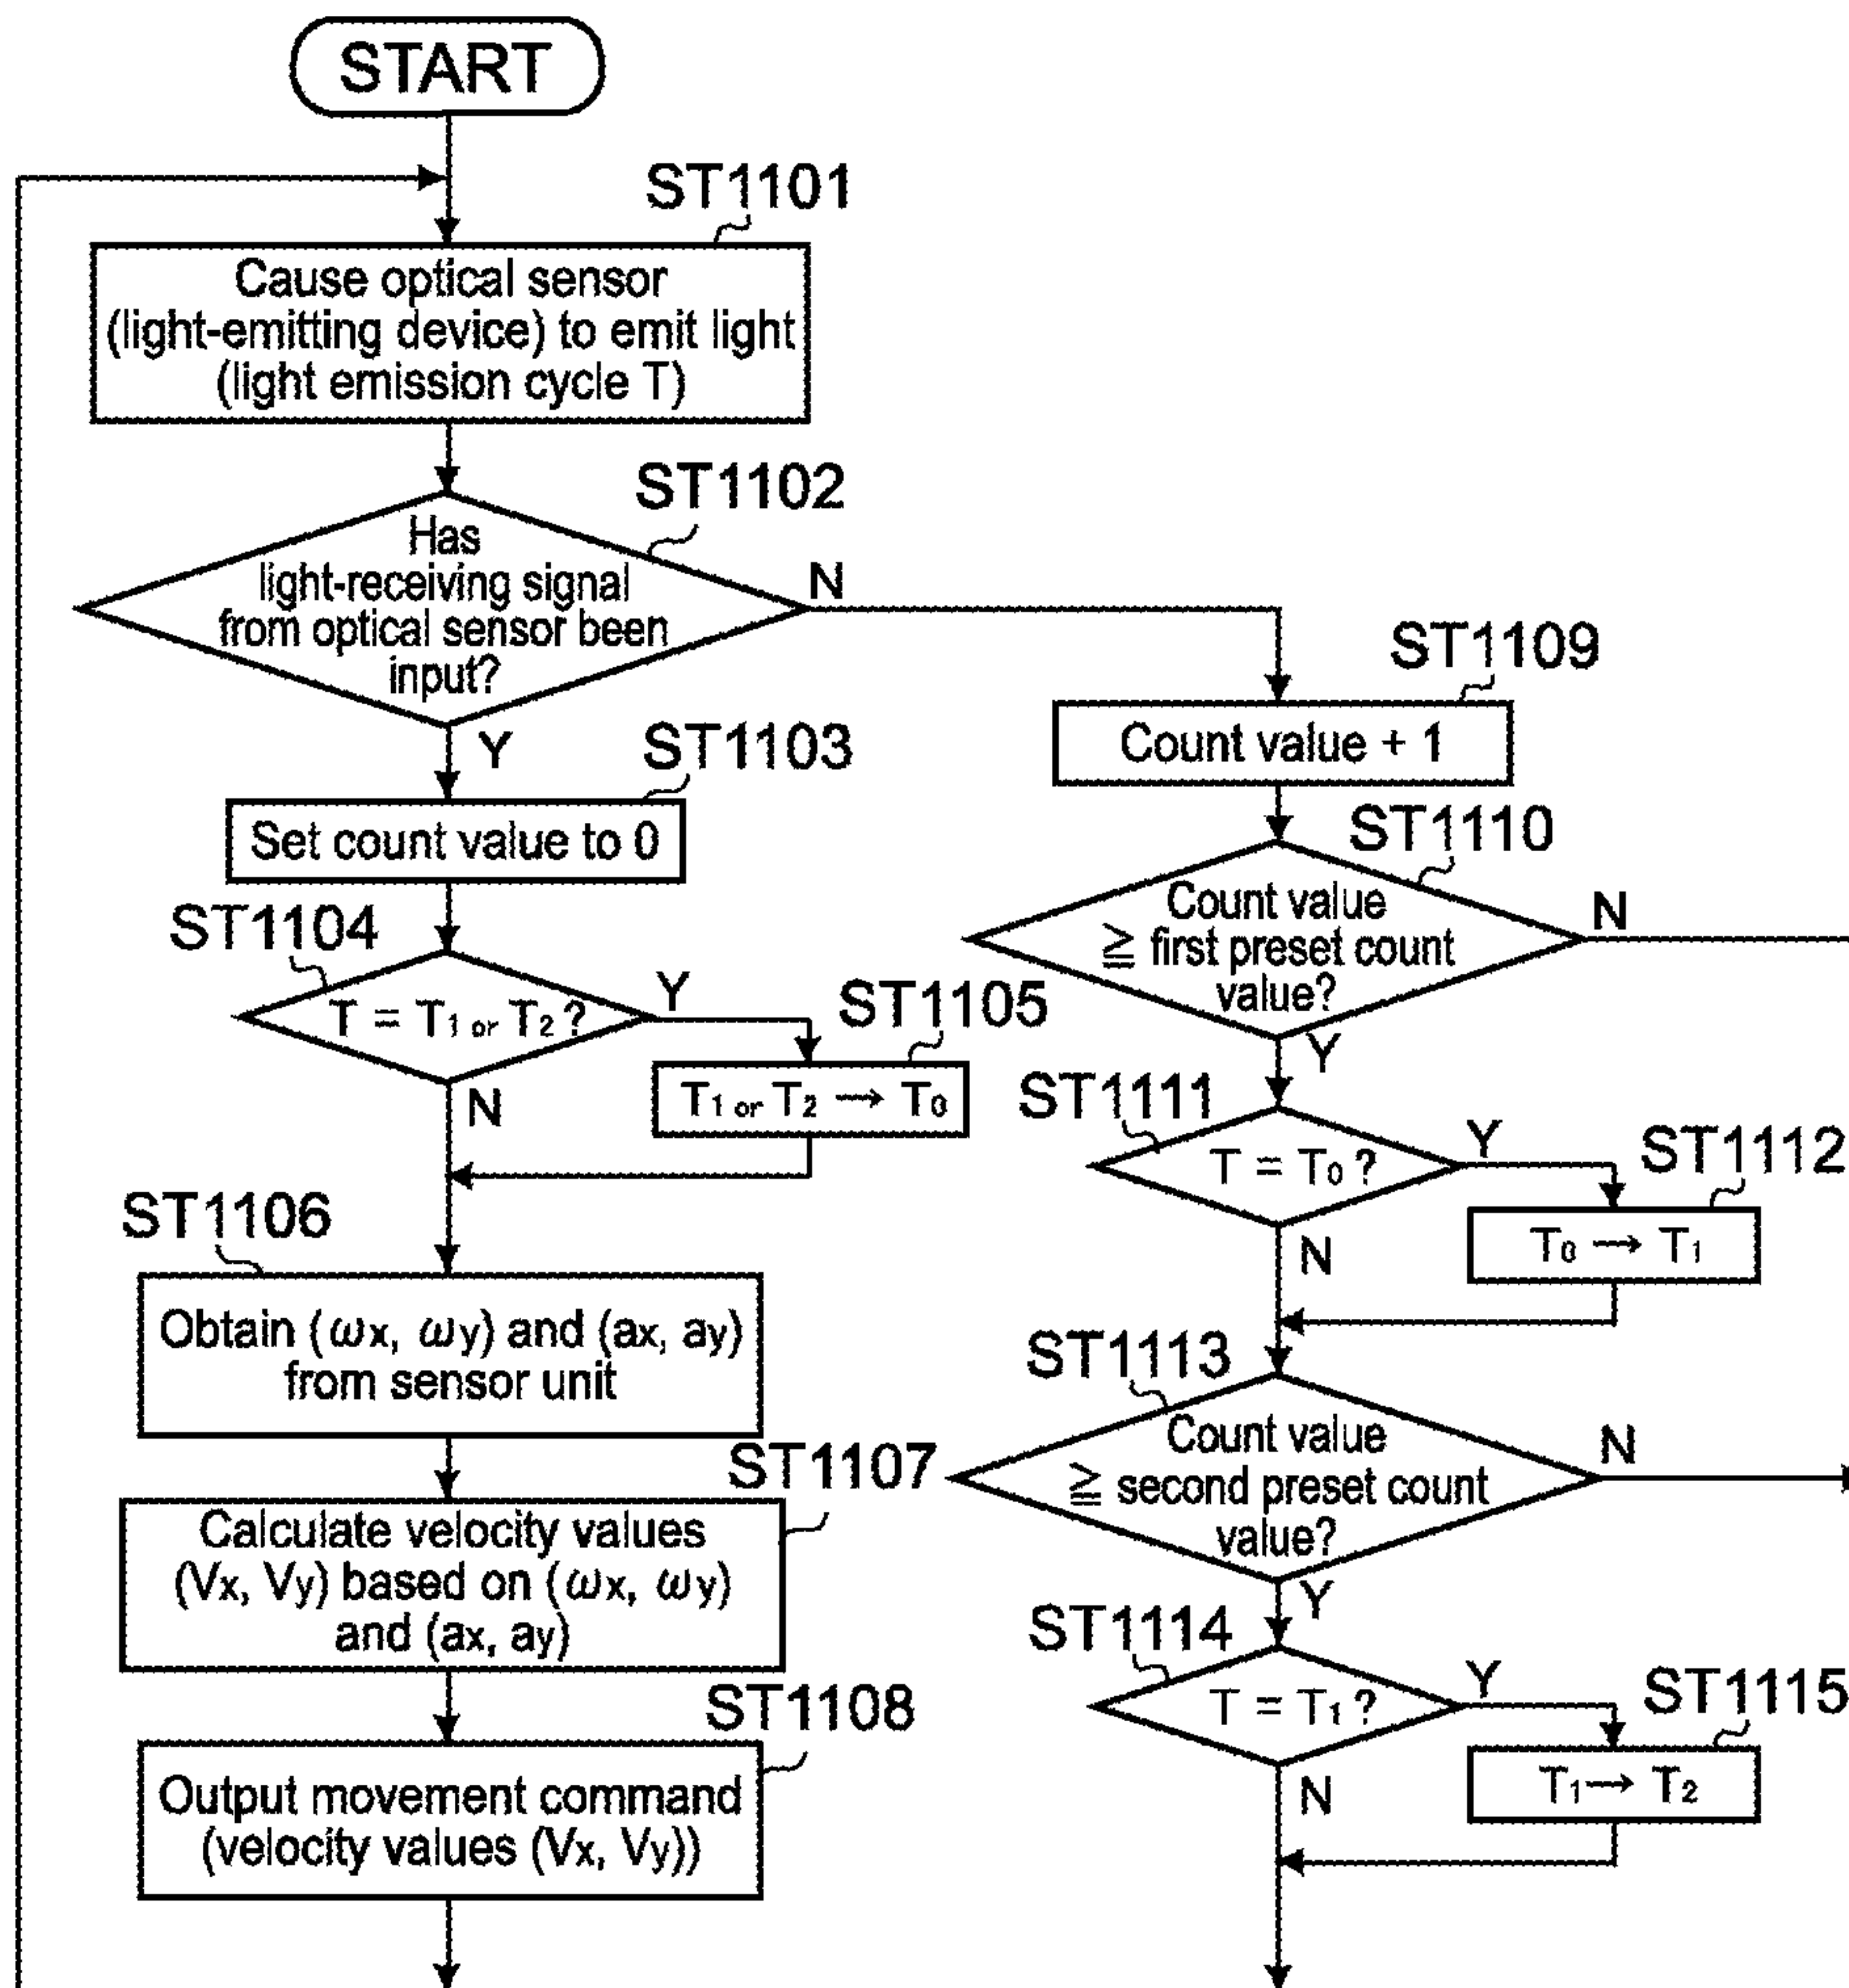 START
ST1101
Cause optical sensor
(light-emitting device) to emit light
(light emission cycle T)
ST1102
Has
light-receiving signal
from optical sensor been
input?
N
Y
ST1103
Set count value to 0
ST1104
T = T1 or T2 ?
Y
N
ST1105
T1 or T2 → T0
ST1106
Obtain (ωx, ωy) and (ax, ay)
from sensor unit
ST1107
Calculate velocity values
(Vx, Vy) based on (ωx, ωy)
and (ax, ay)
ST1108
Output movement command
(velocity values (Vx, Vy))
ST1109
Count value + 1
ST1110
Count value
≧ first preset count
value?
N
Y
ST1111
T = T0 ?
Y
N
ST1112
T0 → T1
ST1113
Count value
≧ second preset count
value?
N
Y
ST1114
T = T1 ?
Y
N
ST1115
T1 → T2